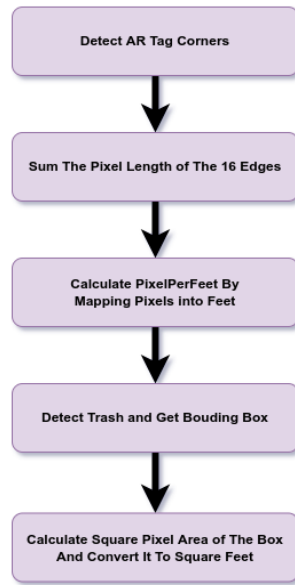 Detect AR Tag Corners
Sum The Pixel Length of The 16 Edges
Calculate PixelPerFeet By
Mapping Pixels into Feet
Detect Trash and Get Bouding Box
Calculate Square Pixel Area of The Box
And Convert It To Square Feet